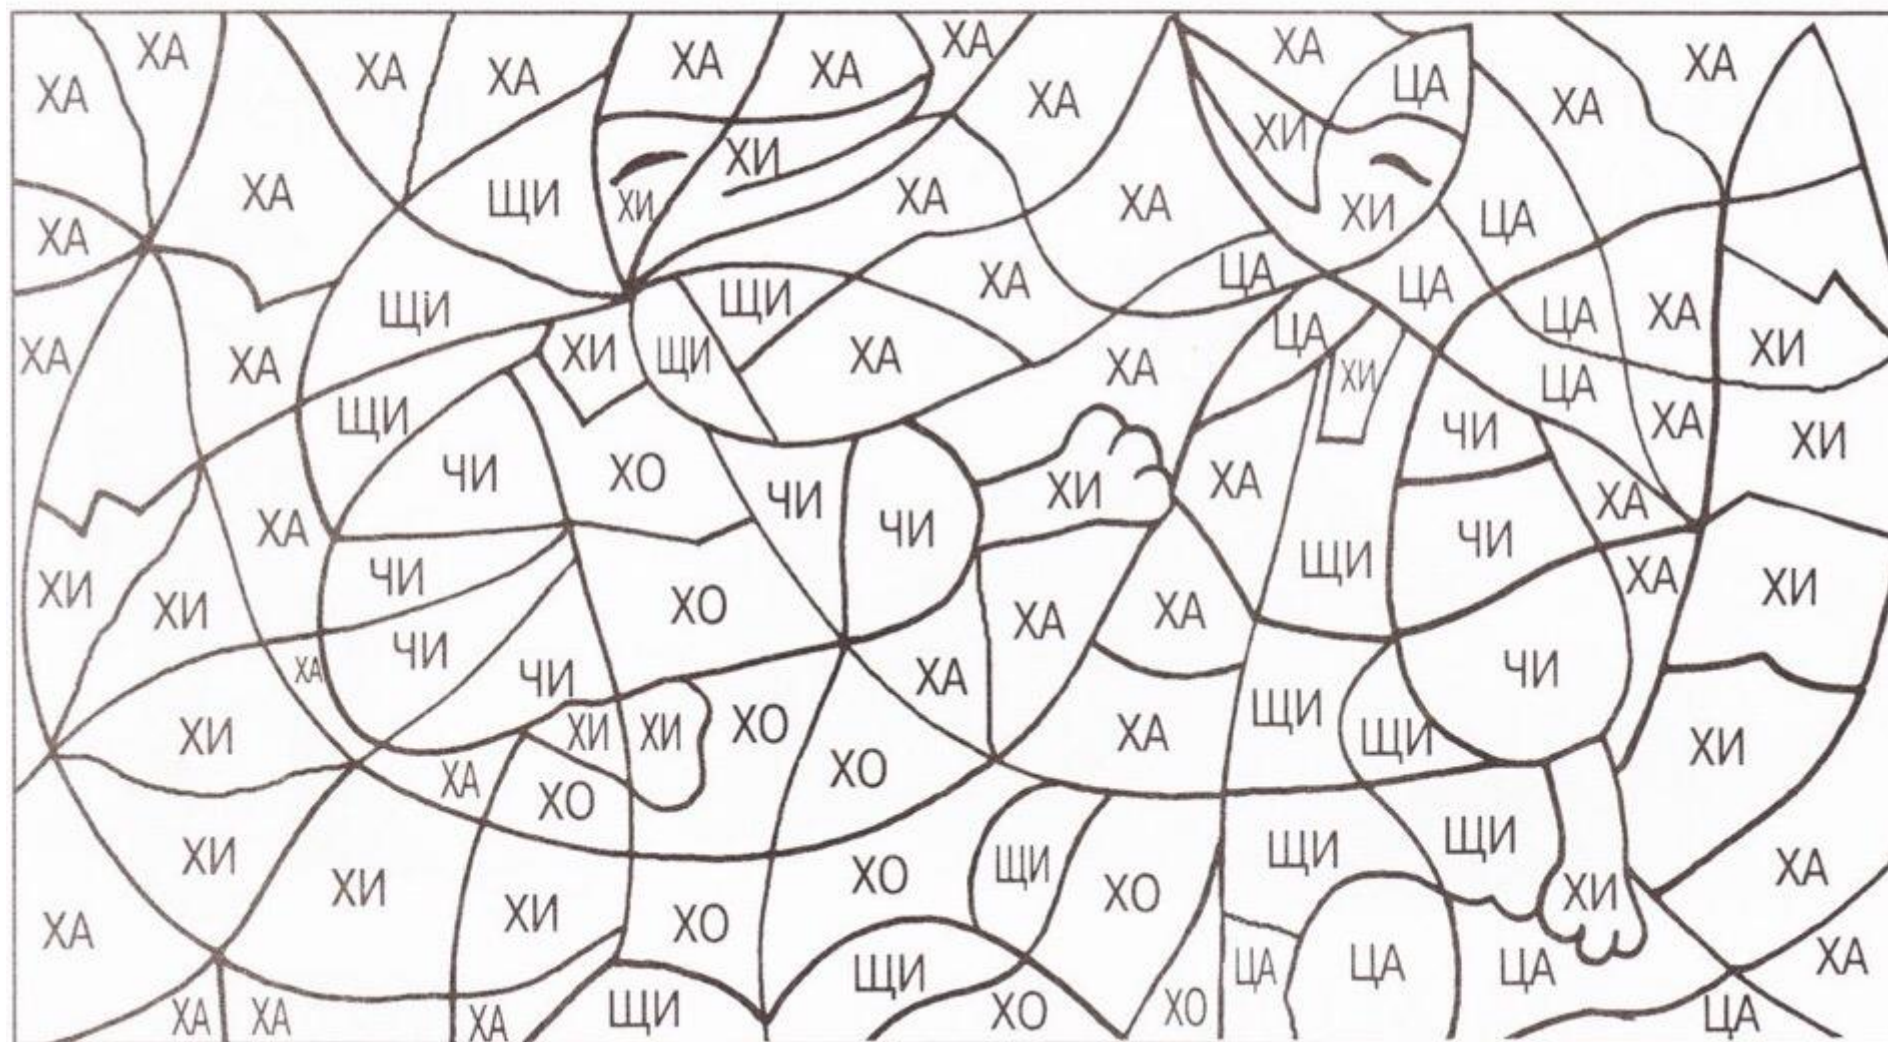 ХА ХА ХА ХА ХА ХА ХА ХА ЦА ХА
ХА ХА ХА
ХИ ХИ
ХА ЩИ ХИ ХА ХА ХИ ЦА
ХА ХА ЦА ЦА
ЩИ ЩИ ЦА ЦА ХА
ХА ХА ХИ ЩИ ХА ХА ЦА ХИ ЦА ХИ
ЩИ ЧИ ХА ХИ
ЧИ ХО ЧИ ХИ ХА ХА
ХА ЧИ ЧИ
ХИ ХИ ЧИ ХО ХА ХА ЩИ ХА ХИ
ХА ЧИ ЧИ ХА ЧИ
ХИ ХИ ХИ ХО ХА ЩИ ЩИ ХИ
ХА ХО ХО
ХИ ХИ ХО ЩИ ХО ЩИ ЩИ ХА
ХА ХИ ХО ХИ
ХА ХА ХА ЩИ ЩИ ХО ХО ЦА ЦА ЦА ЦА ХА